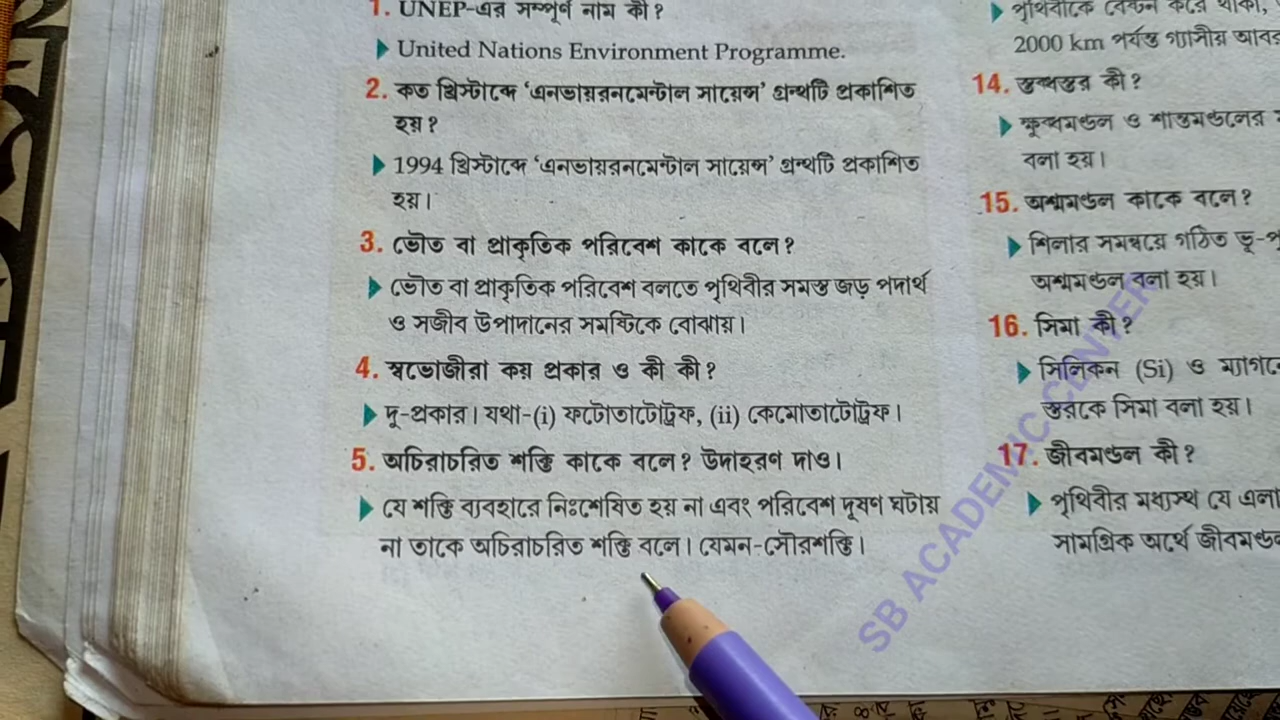 1. UNEP-এর সম্পূর্ণ নাম কী?
United Nations Environment Programme.
2. কত খ্রিস্টাব্দে ‘এনভায়রনমেন্টাল সায়েন্স’ গ্রন্থটি প্রকাশিত
হয়?
1994 খ্রিস্টাব্দে ‘এনভায়রনমেন্টাল সায়েন্স’ গ্রন্থটি প্রকাশিত
হয়।
3. ভৌত বা প্রাকৃতিক পরিবেশ কাকে বলে?
ভৌত বা প্রাকৃতিক পরিবেশ বলতে পৃথিবীর সমস্ত জড় পদার্থ
ও সজীব উপাদানের সমষ্টিকে বোঝায়।
4. স্বভোজীরা কয় প্রকার ও কী কী?
দু-প্রকার। যথা-(i) ফটোতাটোট্রফ, (ii) কেমোতাটোট্রফ।
5. অচিরাচরিত শক্তি কাকে বলে? উদাহরণ দাও।
যে শক্তি ব্যবহারে নিঃশেষিত হয় না এবং পরিবেশ দূষণ ঘটায়
না তাকে অচিরাচরিত শক্তি বলে। যেমন-সৌরশক্তি।
পৃথিবীকে বেষ্টন করে থাকা,
2000 km পর্যন্ত গ্যাসীয়
14. স্তব্ধস্তর কী?
ক্ষুব্ধমণ্ডল ও শান্তমণ্ডলের
বলা হয়।
15. অশ্মমণ্ডল কাকে বলে?
শিলার সমন্বয়ে গঠিত
অশ্মমণ্ডল বলা হয়।
16. সিমা কী?
সিলিকন (Si) ও
স্তরকে সিমা বলা হয়।
17. জীবমণ্ডল কী?
পৃথিবীর মধ্যস্থ যে
সামগ্রিক অর্থে
SB ACADEMIC CENTER